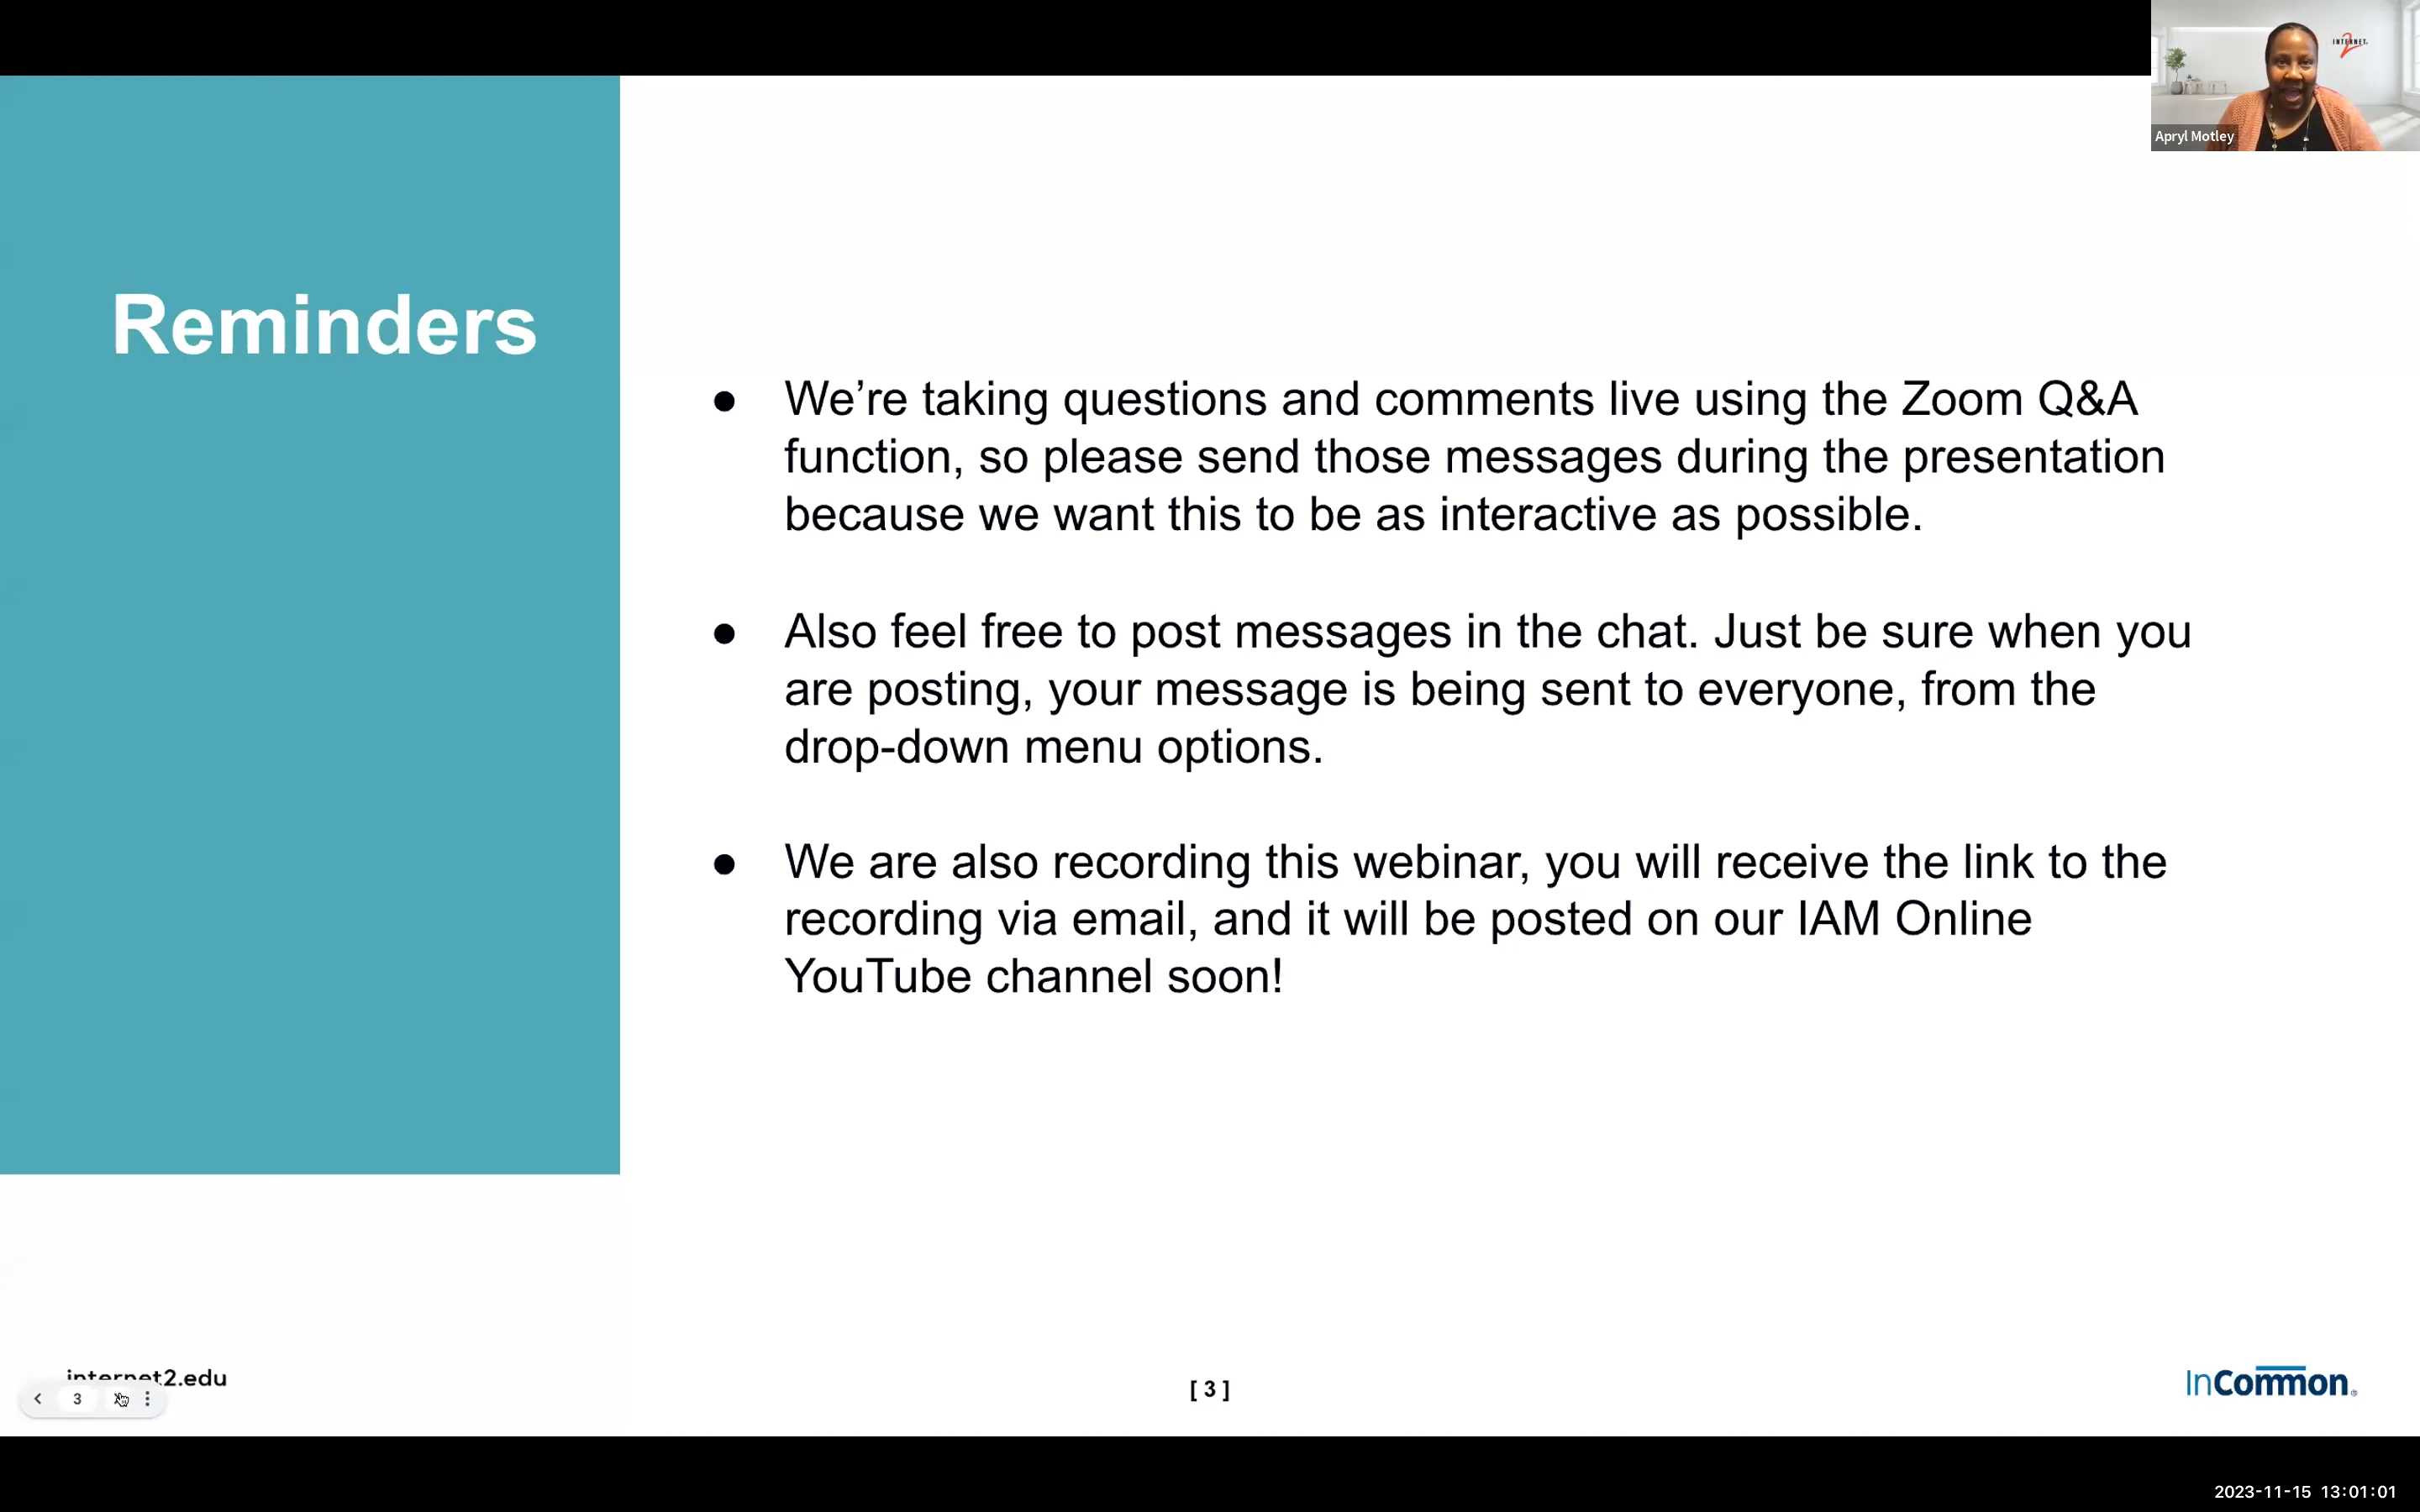 INTERNET
2
Apryl Motley
Reminders
● We’re taking questions and comments live using the Zoom Q&A
function, so please send those messages during the presentation
because we want this to be as interactive as possible.
● Also feel free to post messages in the chat. Just be sure when you
are posting, your message is being sent to everyone, from the
drop-down menu options.
● We are also recording this webinar, you will receive the link to the
recording via email, and it will be posted on our IAM Online
YouTube channel soon!
internet2.edu
3
[ 3 ]
InCommon®
2023-11-15 13:01:01